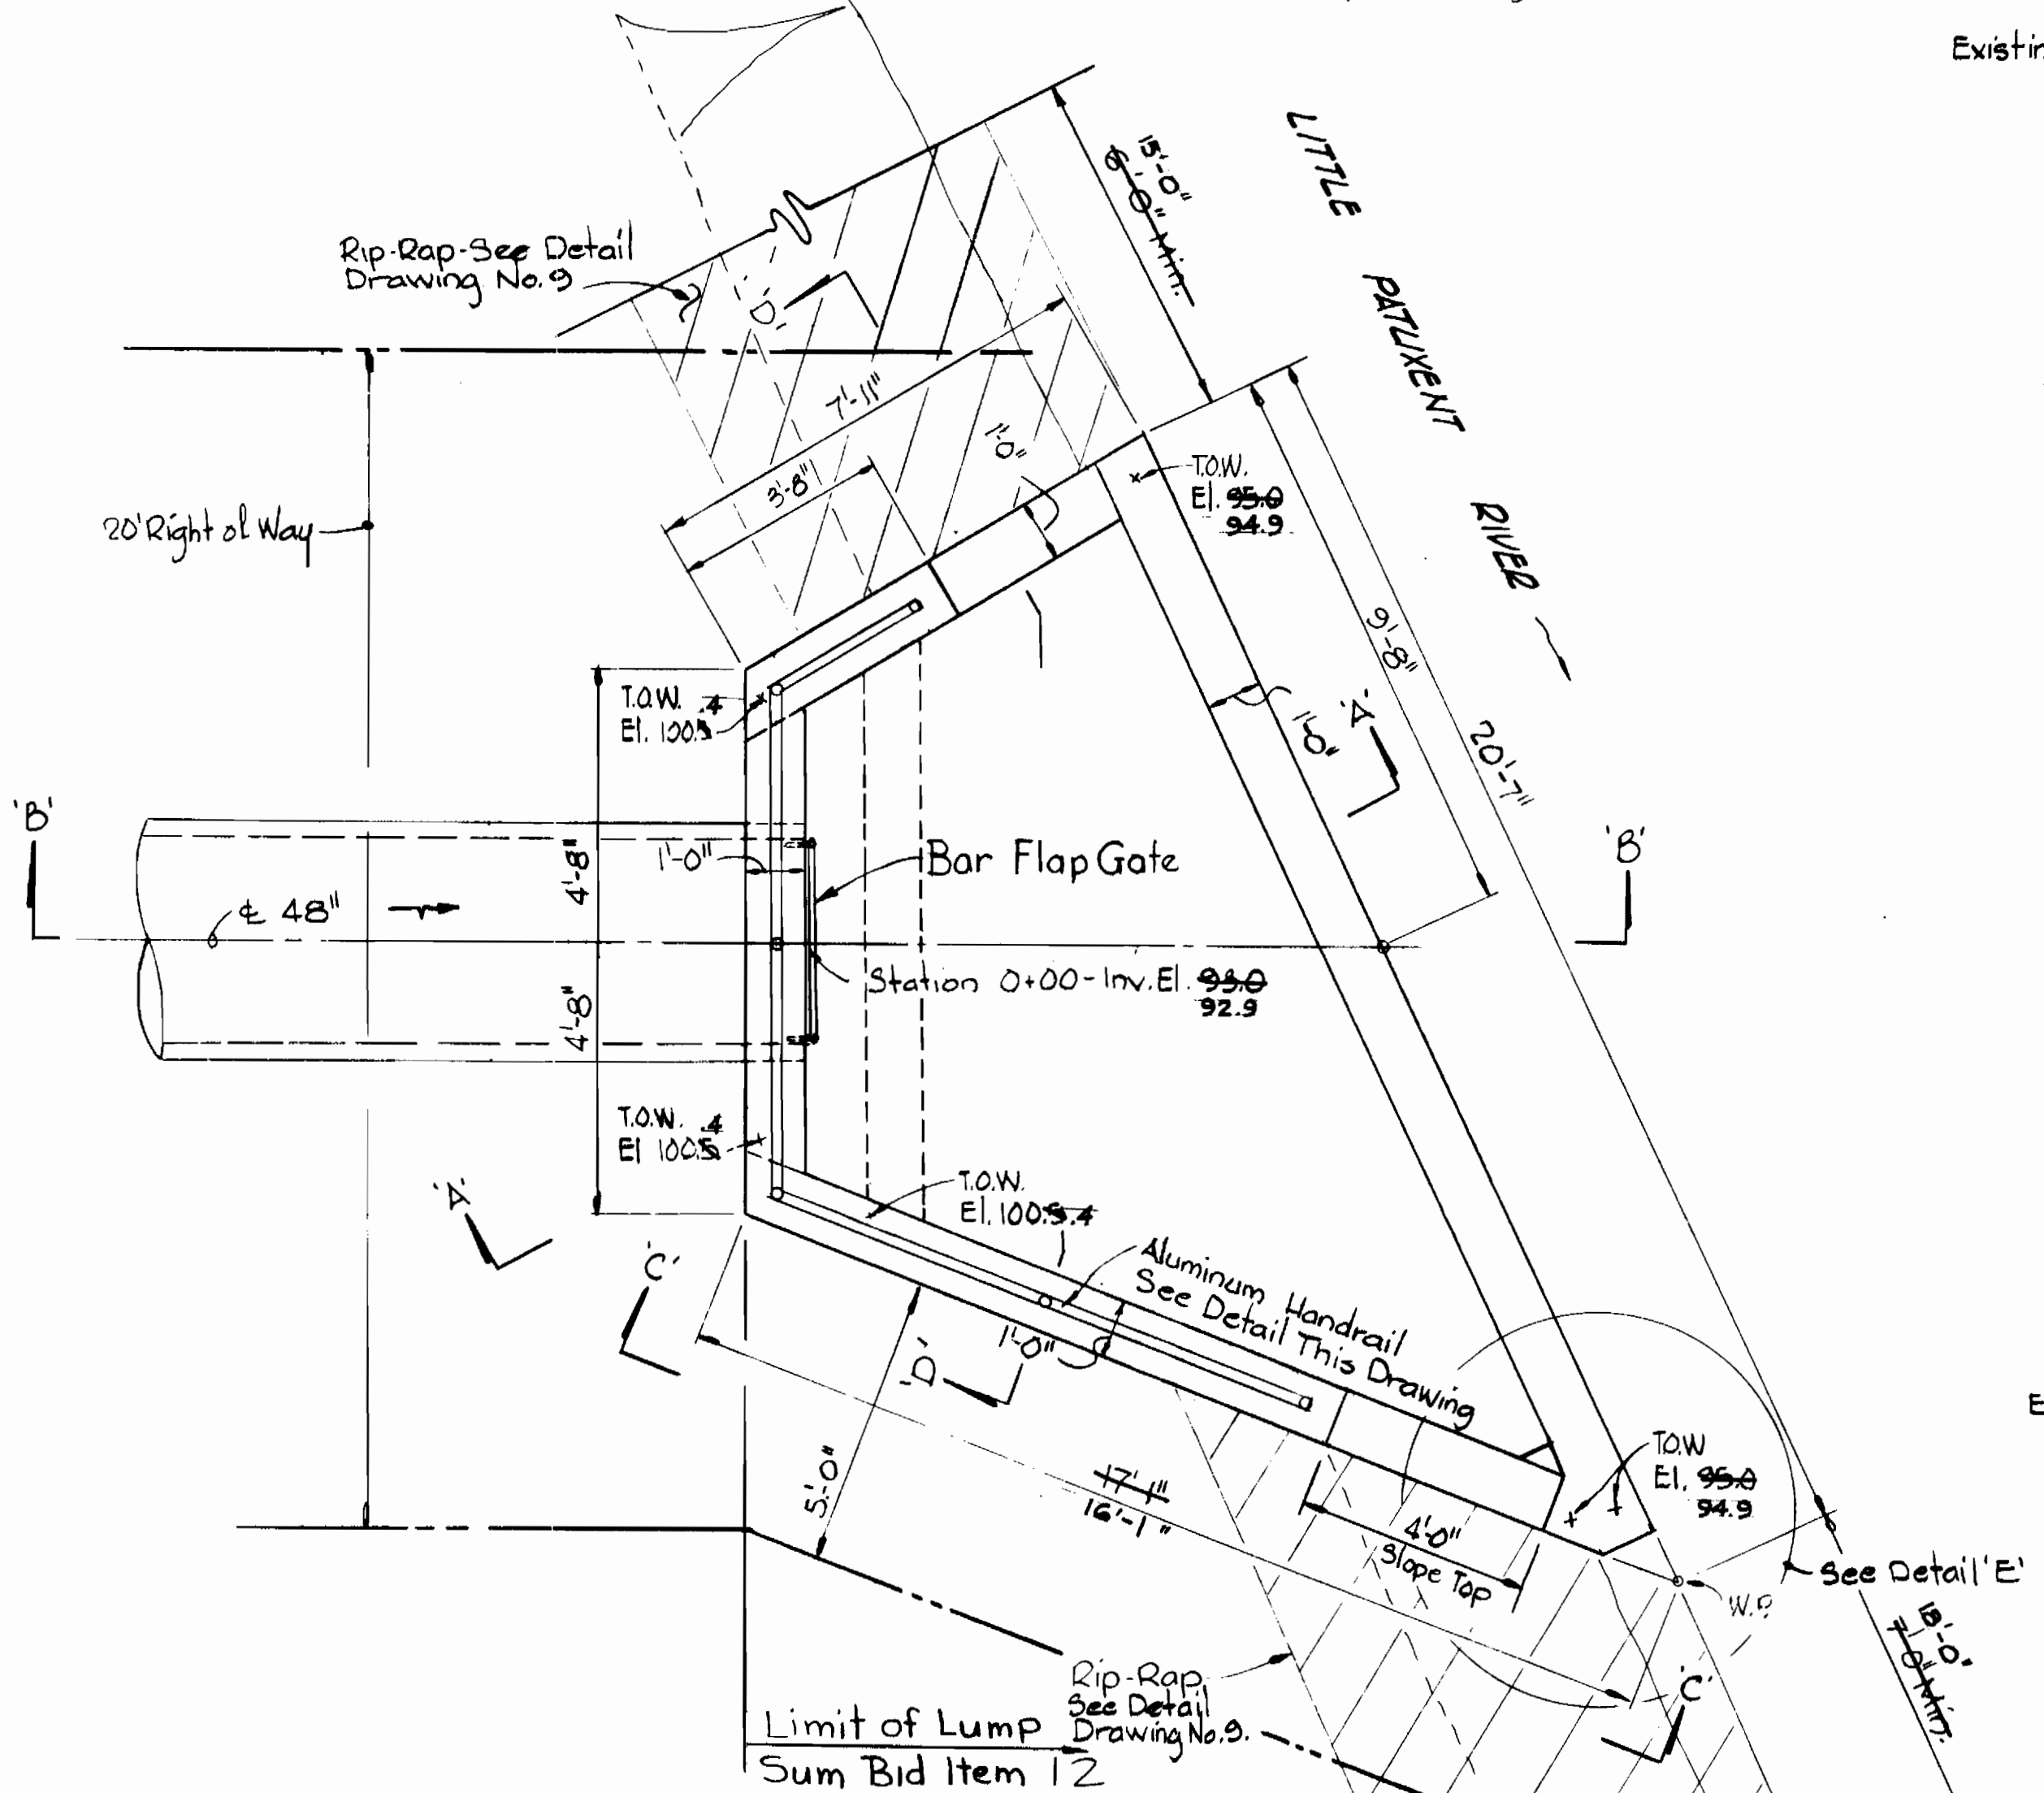 Existin
LITTLE PATUXENT RIVER
15'-0"
6'-0" Min.
Rip-Rap-See Detail
Drawing No.9
'D'
7'-11"
3'-8"
1'-0"
T.O.W.
El. 95.0
94.9
20' Right of Way
9'-8"
20'-7"
T.O.W. .4
El. 100.5
1'-0"
'A'
'B'
4'-8"
1'-0"
Bar Flap Gate
'B'
℄ 48"
Station 0+00-Inv. El. 93.0
92.9
4'-8"
T.O.W. .4
El 100.5
T.O.W.
El. 100.5 .4
'A'
'C'
Aluminum Handrail
See Detail This Drawing
1'-0"
'D'
5'-0"
17'-1"
16'-1"
4'-0"
Slope Top
T.O.W
El. 95.0
94.9
E
See Detail 'E'
W.P.
18'-0"
7'-0" Min.
Rip-Rap
See Detail
Drawing No.9.
'C'
Limit of Lump
Sum Bid Item 12